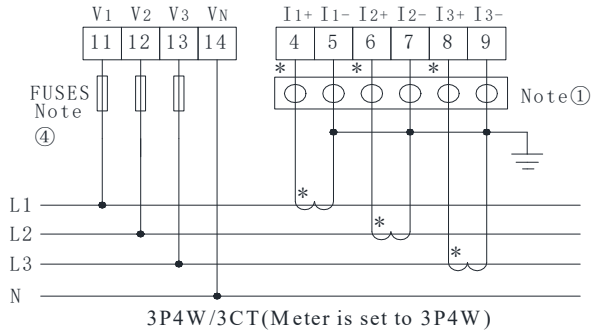 V1 V2 V3 VN I1+ I1- I2+ I2- I3+ I3-
11 12 13 14 4 5 6 7 8 9
* * *
FUSES
Note
④
Note①
*
L1
*
L2
*
L3
N
3P4W/3CT(Meter is set to 3P4W)